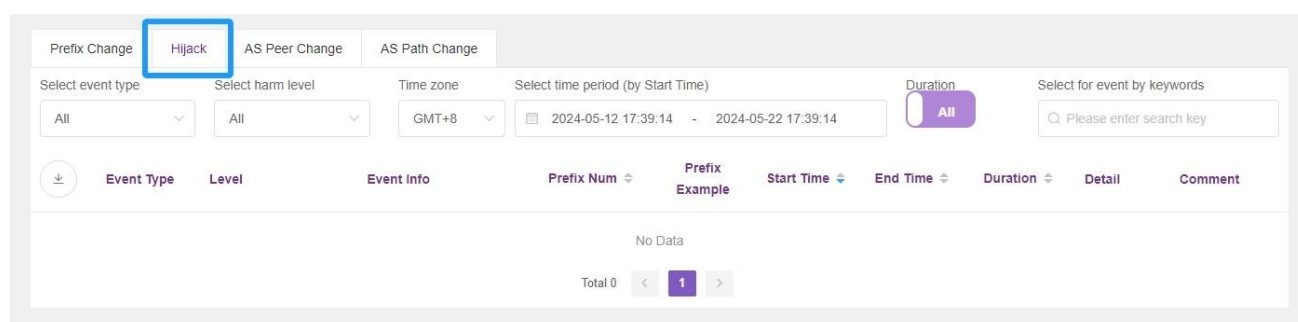 Prefix Change Hijack AS Peer Change AS Path Change
Select event type Select harm level Time zone Select time period (by Start Time) Duration Select for event by keywords
All All GMT+8 2024-05-12 17:39:14 - 2024-05-22 17:39:14 All Please enter search key
Event Type Level Event Info Prefix Num Prefix Example Start Time End Time Duration Detail Comment
No Data
Total 0 < 1 >